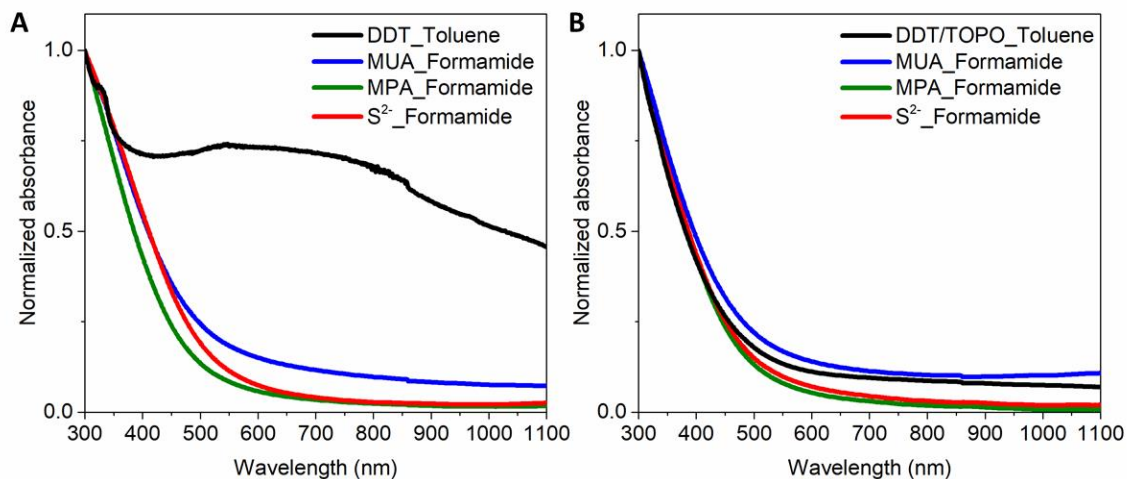 A
DDT_Toluene
MUA_Formamide
MPA_Formamide
S²⁻_Formamide
1.0
0.5
0.0
Normalized absorbance
300 400 500 600 700 800 900 1000 1100
Wavelength (nm)
B
DDT/TOPO_Toluene
MUA_Formamide
MPA_Formamide
S²⁻_Formamide
1.0
0.5
0.0
Normalized absorbance
300 400 500 600 700 800 900 1000 1100
Wavelength (nm)